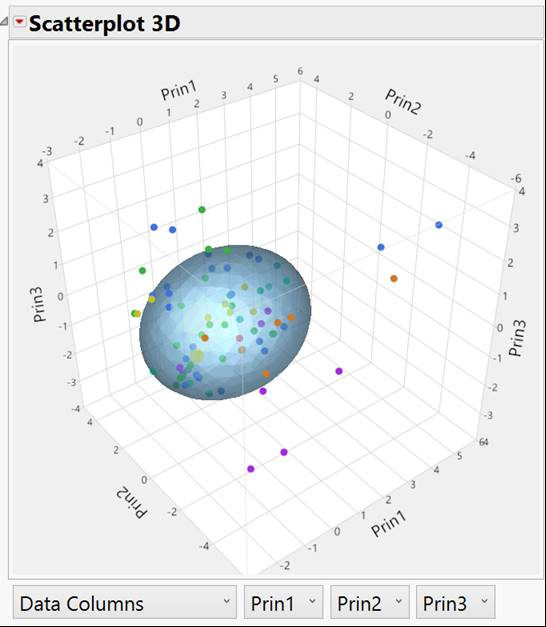 Scatterplot 3D
Prin1
-3 -2 -1 0 1 2 3 4 5 6
Prin2
4 2 0 -2 -4 -6
Prin3
4 3 2 1 0 -1 -2 -3 -4
Prin3
4 3 2 1 0 -1 -2 -3
Prin2
4 2 0 -2 -4
Prin1
-2 -1 0 1 2 3 4 5
Data Columns Prin1 Prin2 Prin3